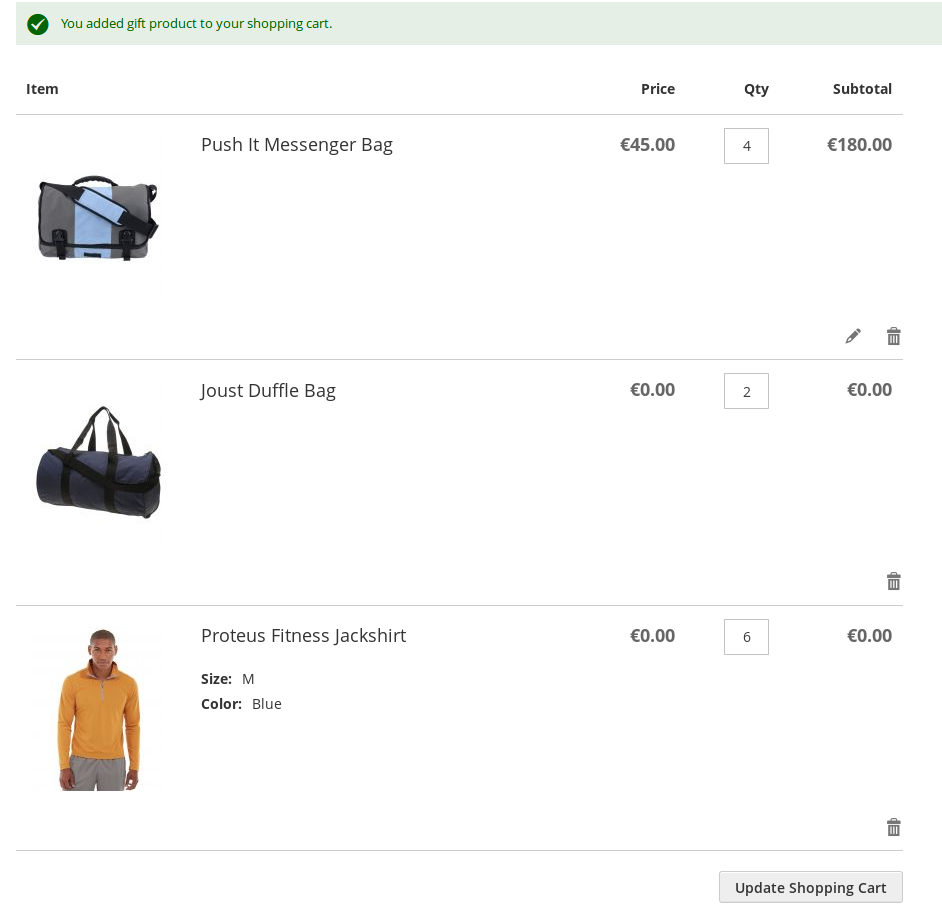 You added gift product to your shopping cart.
Item Price Qty Subtotal
Push It Messenger Bag €45.00 4 €180.00
Joust Duffle Bag €0.00 2 €0.00
Proteus Fitness Jackshirt €0.00 6 €0.00
Size: M
Color: Blue
Update Shopping Cart